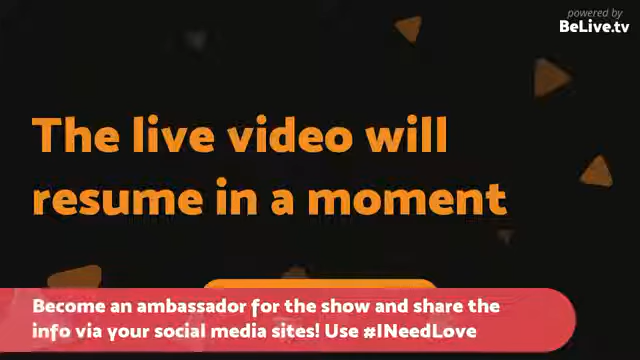 powered by
BeLive.tv
The live video will
resume in a moment
Become an ambassador for the show and share the
info via your social media sites! Use #INeedLove